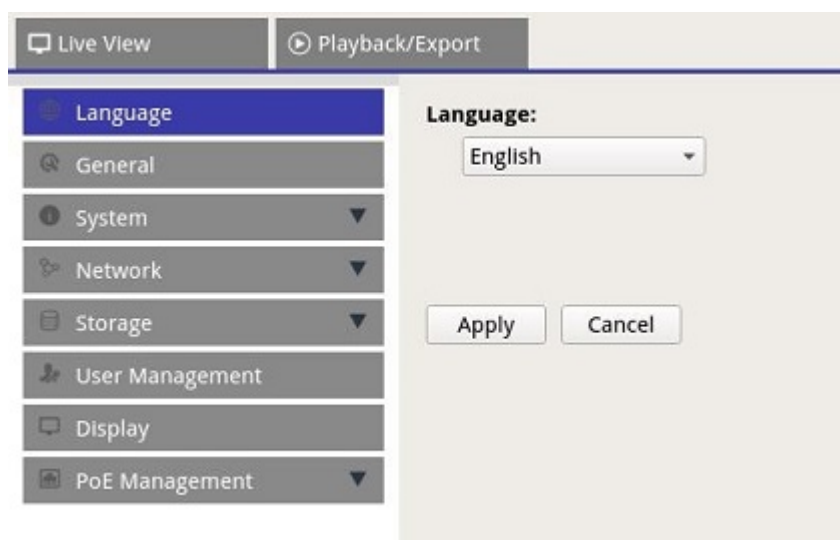 Live View
Playback/Export
Language
General
System
Network
Storage
User Management
Display
PoE Management
Language:
English
Apply
Cancel